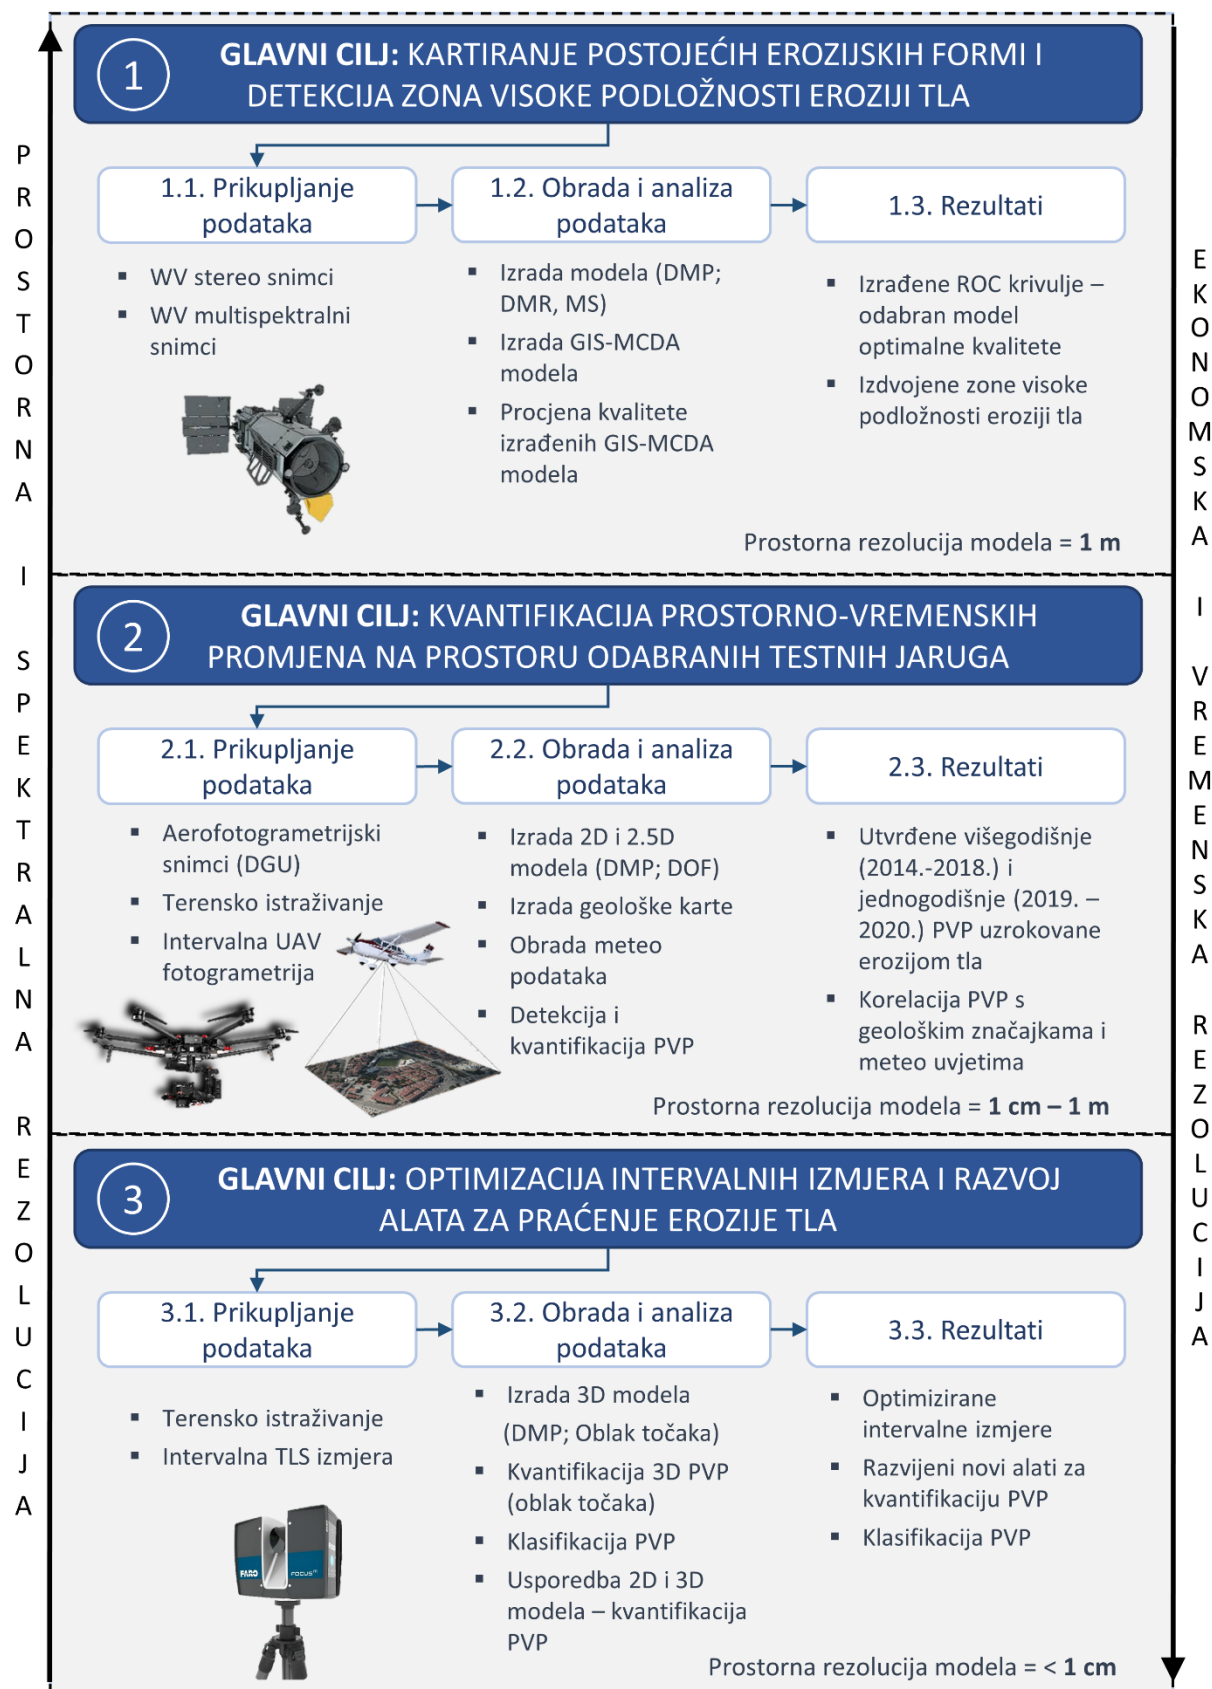 PROSTORNA I SPEKTRALNA REZOLUCIJA
1
GLAVNI CILJ: KARTIRANJE POSTOJEĆIH EROZIJSKIH FORMI I
DETEKCIJA ZONA VISOKE PODLOŽNOSTI EROZIJI TLA
1.1. Prikupljanje
podataka
▪ WV stereo snimci
▪ WV multispektralni
snimci
1.2. Obrada i analiza
podataka
▪ Izrada modela (DMP;
DMR, MS)
▪ Izrada GIS-MCDA
modela
▪ Procjena kvalitete
izrađenih GIS-MCDA
modela
1.3. Rezultati
▪ Izrađene ROC krivulje –
odabran model
optimalne kvalitete
▪ Izdvojene zone visoke
podložnosti eroziji tla
Prostorna rezolucija modela = 1 m
2
GLAVNI CILJ: KVANTIFIKACIJA PROSTORNO-VREMENSKIH
PROMJENA NA PROSTORU ODABRANIH TESTNIH JARUGA
2.1. Prikupljanje
podataka
▪ Aerofotogrametrijski
snimci (DGU)
▪ Terensko istraživanje
▪ Intervalna UAV
fotogrametrija
2.2. Obrada i analiza
podataka
▪ Izrada 2D i 2.5D
modela (DMP; DOF)
▪ Izrada geološke karte
▪ Obrada meteo
podataka
▪ Detekcija i
kvantifikacija PVP
2.3. Rezultati
▪ Utvrđene višegodišnje
(2014.-2018.) i
jednogodišnje (2019. –
2020.) PVP uzrokovane
erozijom tla
▪ Korelacija PVP s
geološkim značajkama i
meteo uvjetima
Prostorna rezolucija modela = 1 cm – 1 m
3
GLAVNI CILJ: OPTIMIZACIJA INTERVALNIH IZMJERA I RAZVOJ
ALATA ZA PRAĆENJE EROZIJE TLA
3.1. Prikupljanje
podataka
▪ Terensko istraživanje
▪ Intervalna TLS izmjera
FARO
FOCUS
3.2. Obrada i analiza
podataka
▪ Izrada 3D modela
(DMP; Oblak točaka)
▪ Kvantifikacija 3D PVP
(oblak točaka)
▪ Klasifikacija PVP
▪ Usporedba 2D i 3D
modela – kvantifikacija
PVP
3.3. Rezultati
▪ Optimizirane
intervalne izmjere
▪ Razvijeni novi alati za
kvantifikaciju PVP
▪ Klasifikacija PVP
Prostorna rezolucija modela = < 1 cm
EKONOMSKA I VREMENSKA REZOLUCIJA